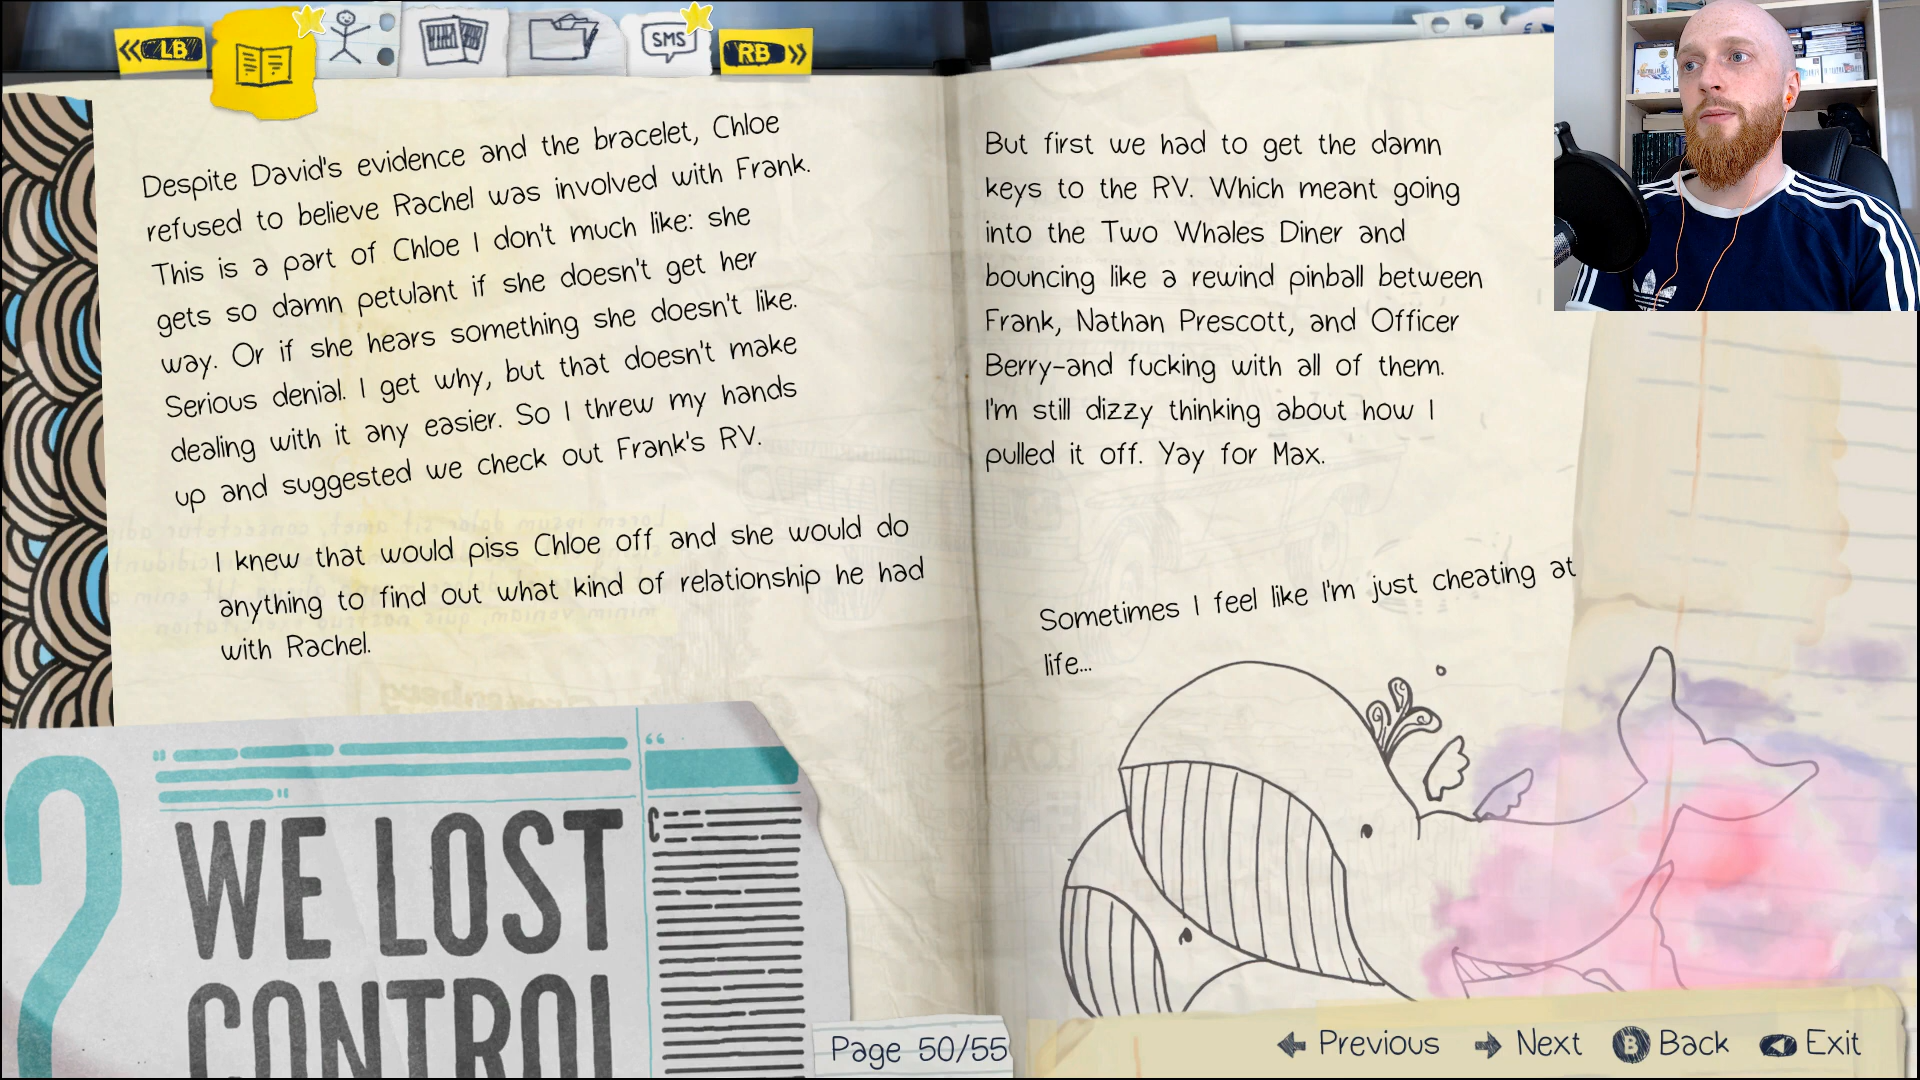 LB
SMS
RB
Despite David's evidence and the bracelet, Chloe
refused to believe Rachel was involved with Frank.
This is a part of Chloe I don't much like: she
gets so damn petulant if she doesn't get her
way. Or if she hears something she doesn't like.
Serious denial. I get why, but that doesn't make
dealing with it any easier. So I threw my hands
up and suggested we check out Frank's RV.
I knew that would piss Chloe off and she would do
anything to find out what kind of relationship he had
with Rachel.
WE LOST
CONTROL
But first we had to get the damn
keys to the RV. Which meant going
into the Two Whales Diner and
bouncing like a rewind pinball between
Frank, Nathan Prescott, and Officer
Berry-and fucking with all of them.
I'm still dizzy thinking about how I
pulled it off. Yay for Max.
Sometimes I feel like I'm just cheating at
life...
Page 50/55
Previous Next B Back Exit
adidas